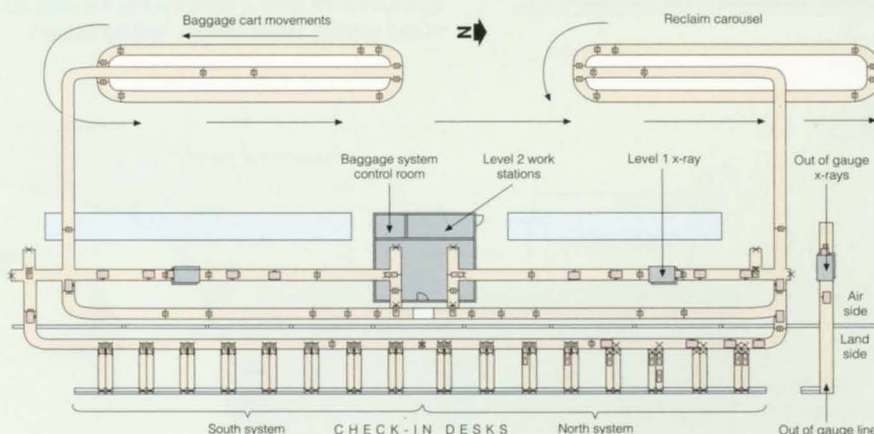 Baggage cart movements
N
Reclaim carousel
Baggage system
control room
Level 2 work
stations
Level 1 x-ray
Out of gauge
x-rays
Air
side
Land
side
South system
CHECK-IN DESKS
North system
Out of gauge line